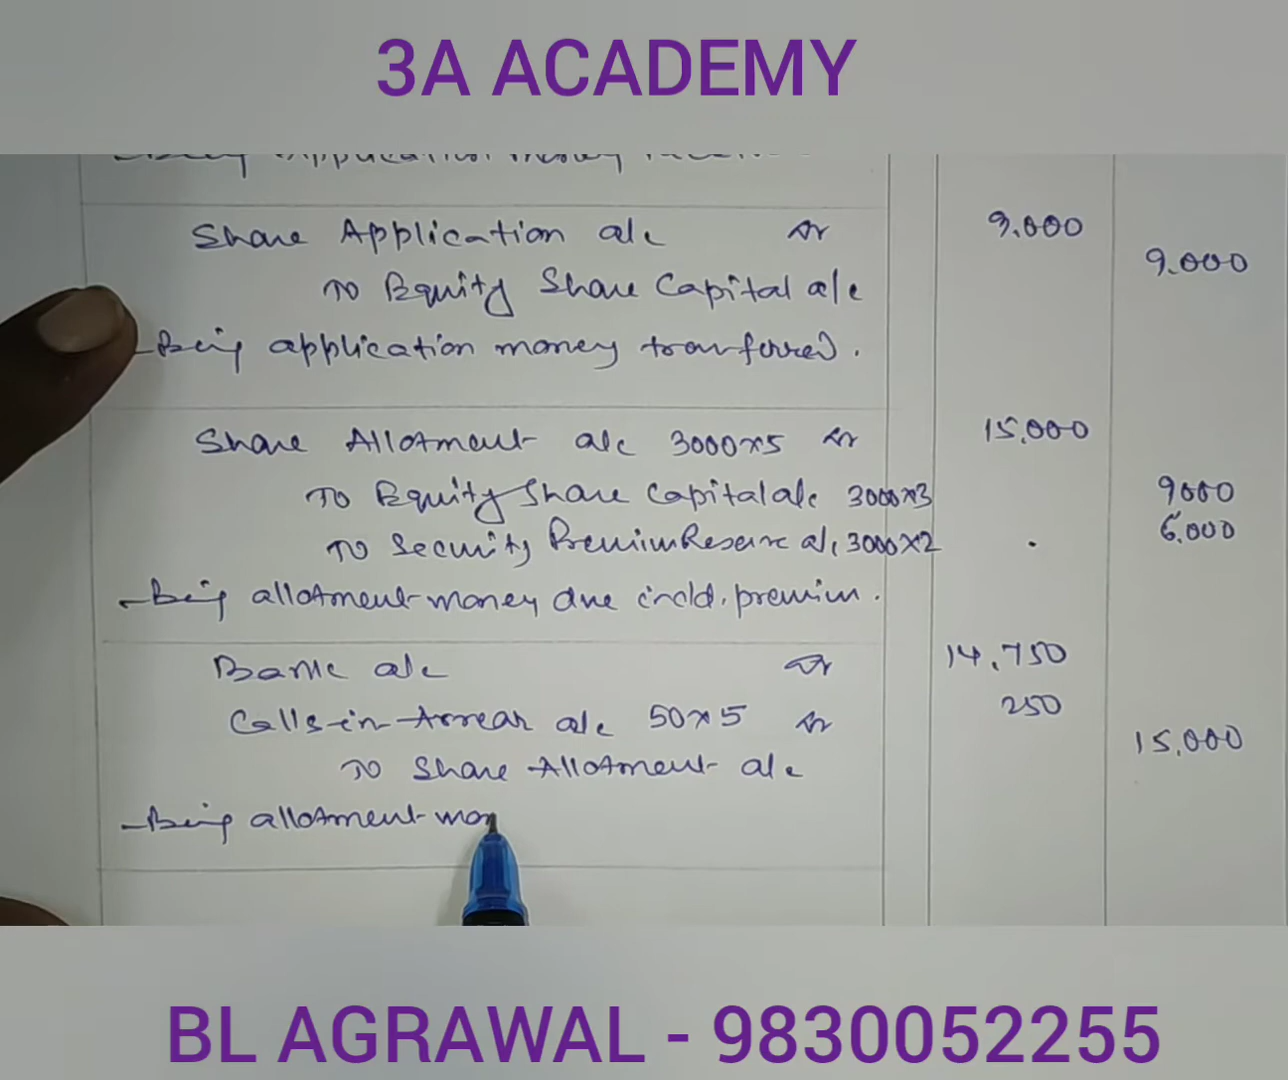 3A ACADEMY
Being Application money
Share Application a/c Dr 9.000
9.000
To Equity Share Capital a/c
Being application money transferred.
Share Allotment a/c 3000x5 Dr 15.000
To Equity Share Capital a/c 3000x3 9000
To Security Premium Reserve a/c 3000x2 6.000
Being allotment money due incld. premium.
Bank a/c Dr 14,750
Calls-in-Arrear a/c 50x5 Dr 250
15,000
To Share Allotment a/c
Being allotment mon
BL AGRAWAL - 9830052255